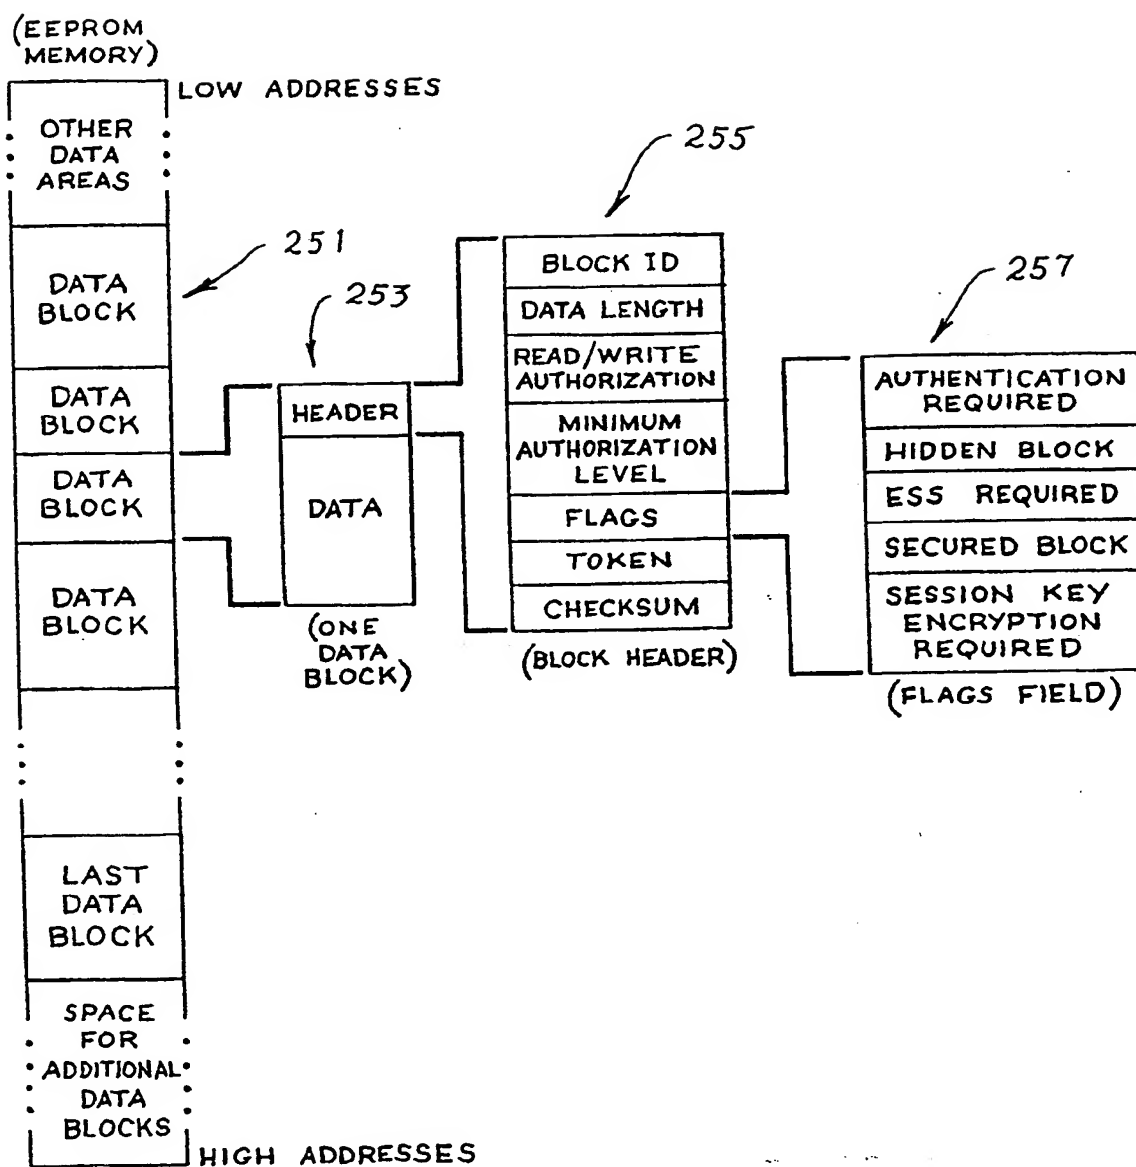 (EEPROM
MEMORY)
LOW ADDRESSES
OTHER
DATA
AREAS
DATA
BLOCK
251
DATA
BLOCK
DATA
BLOCK
DATA
BLOCK
LAST
DATA
BLOCK
SPACE
FOR
ADDITIONAL
DATA
BLOCKS
HIGH ADDRESSES
253
HEADER
DATA
(ONE
DATA
BLOCK)
255
BLOCK ID
DATA LENGTH
READ/WRITE
AUTHORIZATION
MINIMUM
AUTHORIZATION
LEVEL
FLAGS
TOKEN
CHECKSUM
(BLOCK HEADER)
257
AUTHENTICATION
REQUIRED
HIDDEN BLOCK
ESS REQUIRED
SECURED BLOCK
SESSION KEY
ENCRYPTION
REQUIRED
(FLAGS FIELD)